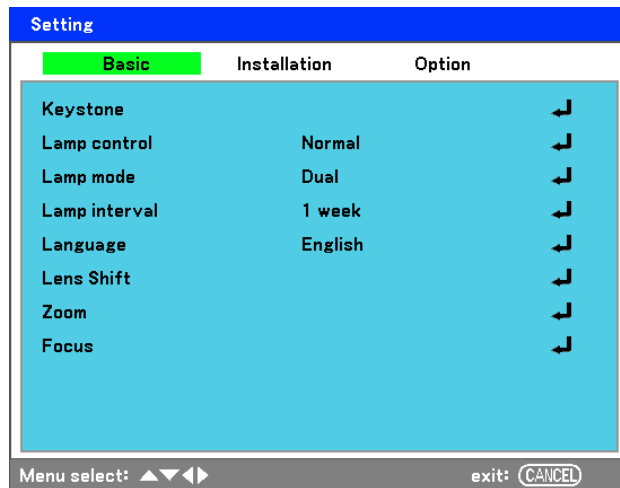 Setting
Basic Installation Option
Keystone
Lamp control Normal
Lamp mode Dual
Lamp interval 1 week
Language English
Lens Shift
Zoom
Focus
Menu select: ▲▼◀▶ exit: CANCEL